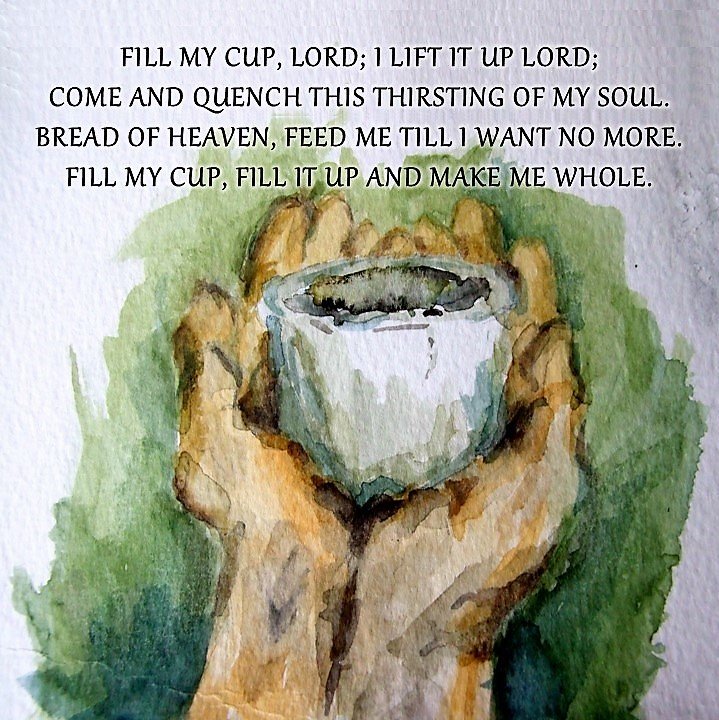 FILL MY CUP, LORD; I LIFT IT UP LORD;
COME AND QUENCH THIS THIRSTING OF MY SOUL.
BREAD OF HEAVEN, FEED ME TILL I WANT NO MORE.
FILL MY CUP, FILL IT UP AND MAKE ME WHOLE.